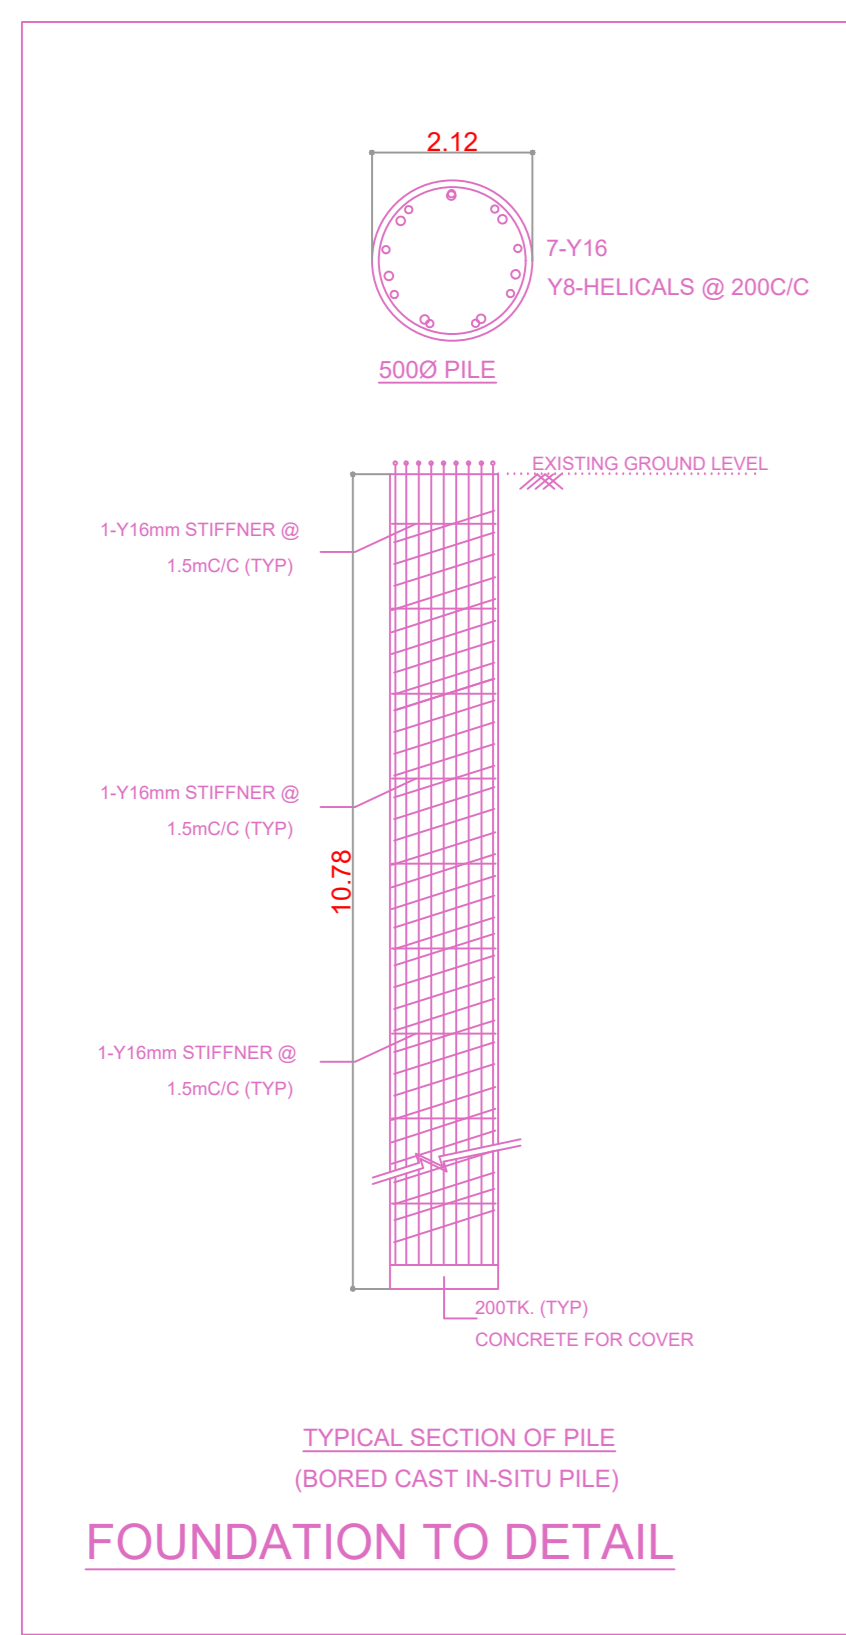 2.12
7-Y16
Y8-HELICALS @ 200C/C
500Ø PILE
EXISTING GROUND LEVEL
1-Y16mm STIFFNER @
1.5mC/C (TYP)
1-Y16mm STIFFNER @
1.5mC/C (TYP)
10.78
1-Y16mm STIFFNER @
1.5mC/C (TYP)
200TK. (TYP)
CONCRETE FOR COVER
TYPICAL SECTION OF PILE
(BORED CAST IN-SITU PILE)
FOUNDATION TO DETAIL